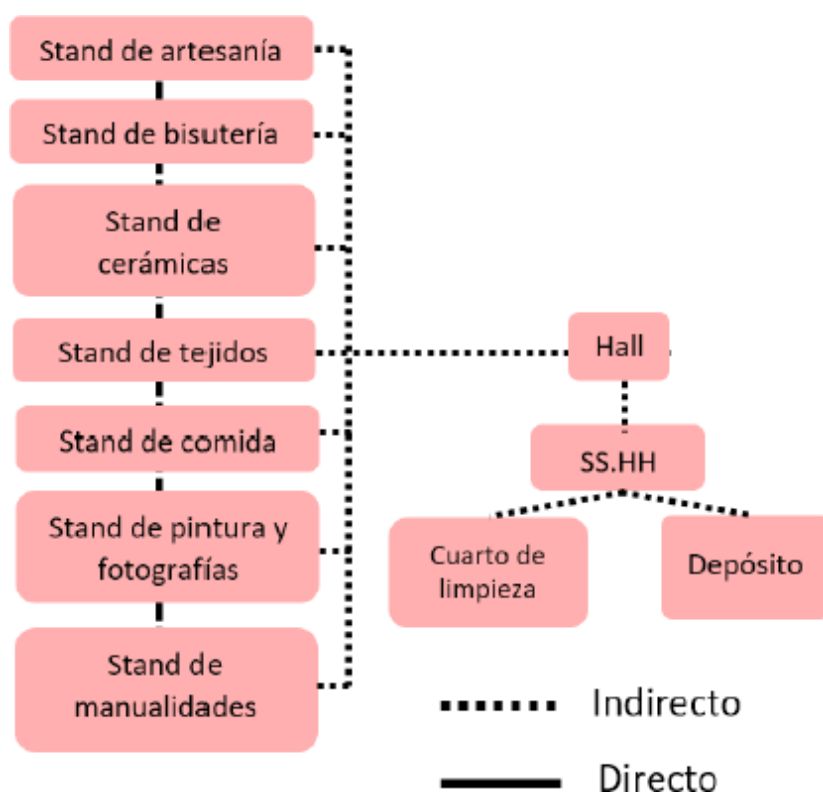 Stand de artesanía
Stand de bisutería
Stand de
cerámicas
Stand de tejidos
Stand de comida
Stand de pintura y
fotografías
Stand de
manualidades
Hall
SS.HH
Cuarto de
limpieza
Depósito
Indirecto
Directo